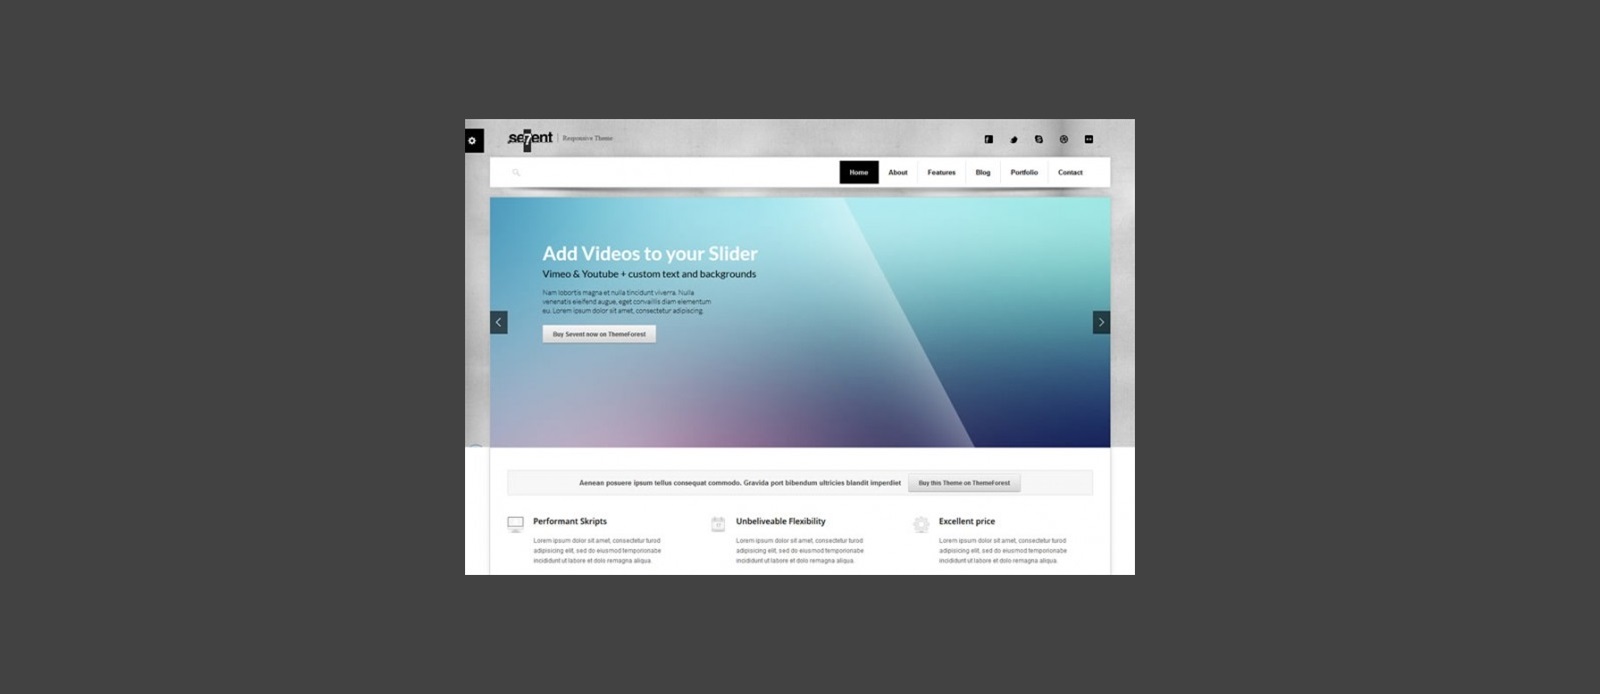 se7ent | Responsive Theme
Home About Features Blog Portfolio Contact
Add Videos to your Slider
Vimeo & Youtube + custom text and backgrounds
Nam lobortis magna et nulla tincidunt viverra. Nulla
venenatis eleifend augue, eget convallis diam elementum
eu. Lorem ipsum dolor sit amet, consectetur adipiscing.
Buy Sevent now on ThemeForest
Aenean posuere ipsum tellus consequat commodo. Gravida port bibendum ultricies blandit imperdiet
Buy this Theme on ThemeForest
Performant Skripts
Lorem ipsum dolor sit amet, consectetur turod
adipisicing elit, sed do eiusmod temporionabe
incididunt ut labore et dolo remagna aliqua.
Unbeliveable Flexibility
Lorem ipsum dolor sit amet, consectetur turod
adipisicing elit, sed do eiusmod temporionabe
incididunt ut labore et dolo remagna aliqua.
Excellent price
Lorem ipsum dolor sit amet, consectetur turod
adipisicing elit, sed do eiusmod temporionabe
incididunt ut labore et dolo remagna aliqua.